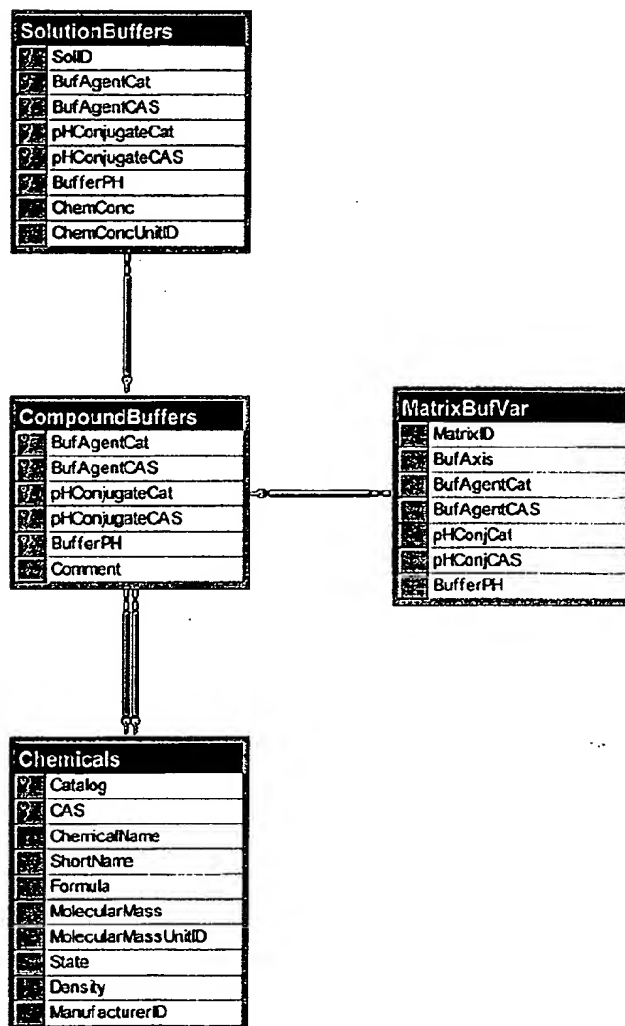 SolutionBuffers
SolID
BufAgentCat
BufAgentCAS
pHConjugateCat
pHConjugateCAS
BufferPH
ChemConc
ChemConcUnitID
CompoundBuffers
BufAgentCat
BufAgentCAS
pHConjugateCat
pHConjugateCAS
BufferPH
Comment
MatrixBufVar
MatrixID
BufAxis
BufAgentCat
BufAgentCAS
pHConjCat
pHConjCAS
BufferPH
Chemicals
Catalog
CAS
ChemicalName
ShortName
Formula
MolecularMass
MolecularMassUnitID
State
Density
ManufacturerID